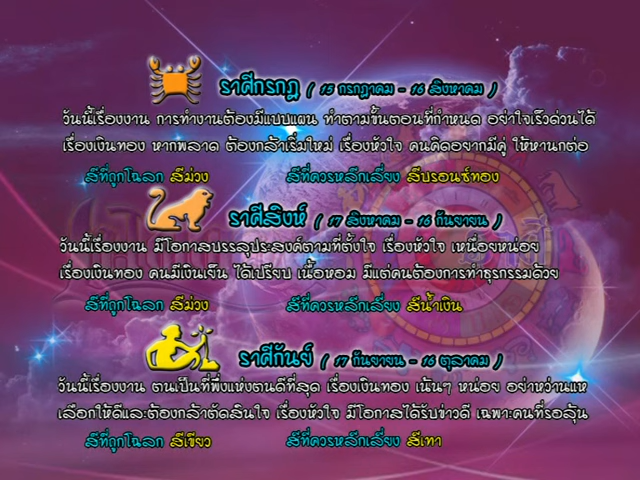 ราศีกรกฎ ( 15 กรกฎาคม - 16 สิงหาคม )
วันนี้เรื่องงาน การทำงานต้องมีแบบแผน ทำตามขั้นตอนที่กำหนด อย่าใจเร็วด่วนได้
เรื่องเงินทอง หากพลาด ต้องกล้าเริ่มใหม่ เรื่องหัวใจ คนคิดอยากมีคู่ ให้หานกต่อ
สีที่ถูกโฉลก สีม่วง สีที่ควรหลีกเลี่ยง สีบรอนซ์ทอง
ราศีสิงห์ ( 17 สิงหาคม - 16 กันยายน )
วันนี้เรื่องงาน มีโอกาสบรรลุประสงค์ตามที่ตั้งใจ เรื่องหัวใจ เหนื่อยหน่อย
เรื่องเงินทอง คนมีเงินเย็น ได้เปรียบ เนื้อหอม มีแต่คนต้องการทำธุรกรรมด้วย
สีที่ถูกโฉลก สีม่วง สีที่ควรหลีกเลี่ยง สีน้ำเงิน
ราศีกันย์ ( 17 กันยายน - 16 ตุลาคม )
วันนี้เรื่องงาน ตนเป็นที่พึ่งแห่งตนดีที่สุด เรื่องเงินทอง เน้นๆ หน่อย อย่าหว่านแห
เลือกให้ดีและต้องกล้าตัดสินใจ เรื่องหัวใจ มีโอกาสได้รับข่าวดี เฉพาะคนที่รอลุ้น
สีที่ถูกโฉลก สีเขียว สีที่ควรหลีกเลี่ยง สีเทา